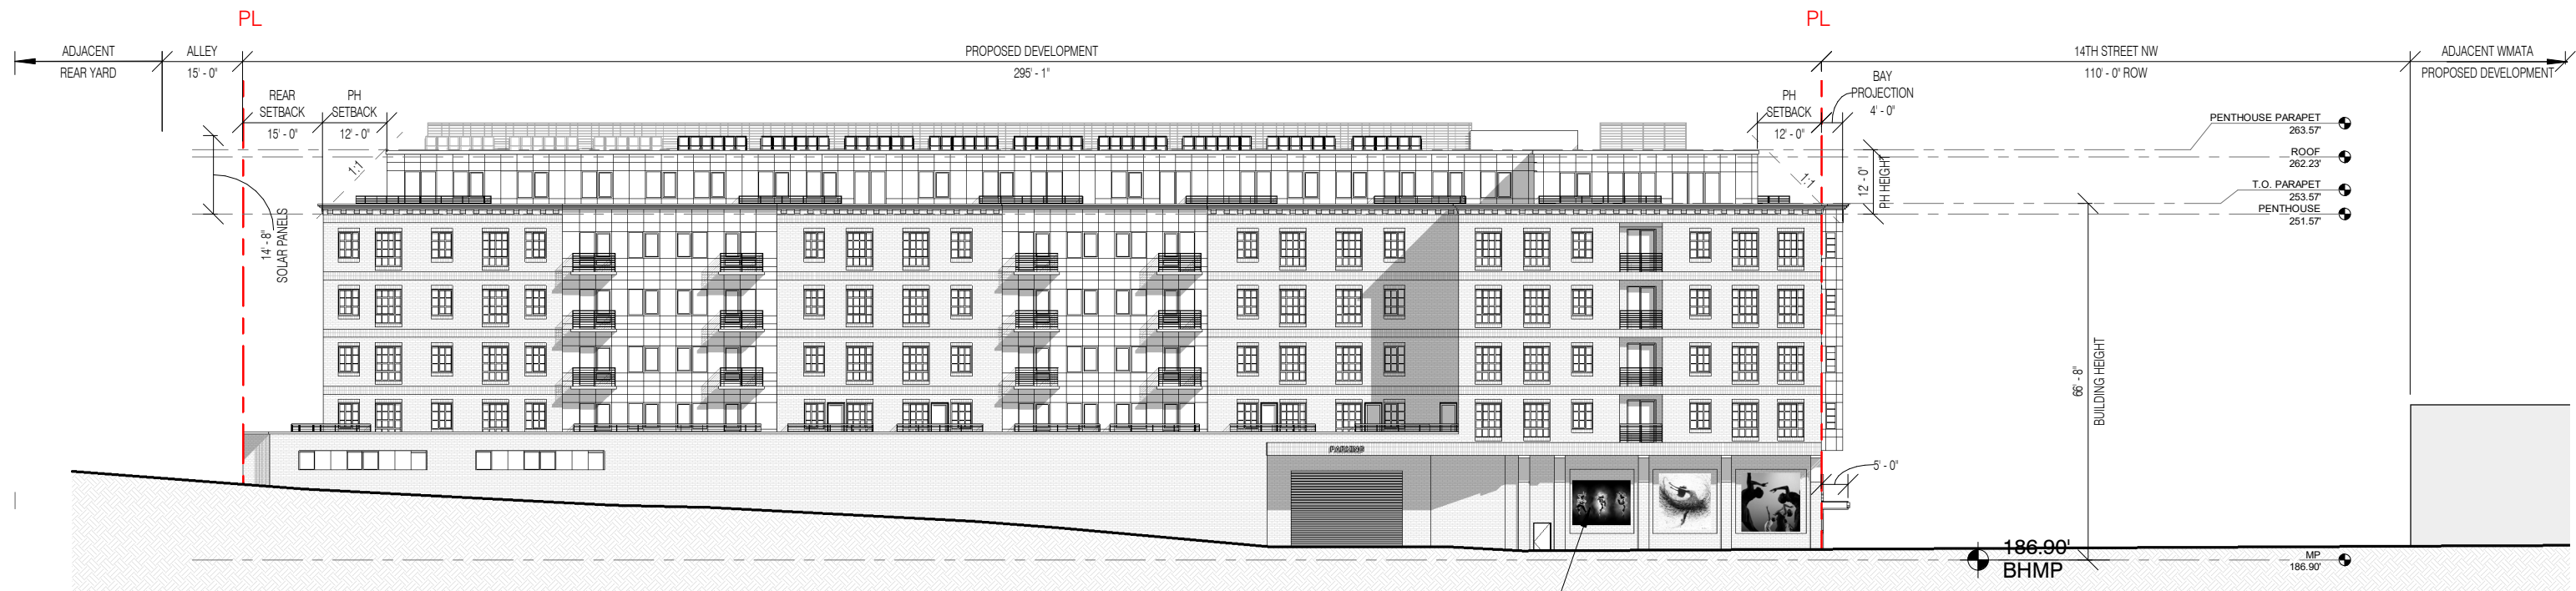 PL
PL
ADJACENT
REAR YARD
ALLEY
15' - 0"
PROPOSED DEVELOPMENT
295' - 1"
14TH STREET NW
110' - 0" ROW
ADJACENT WMATA
PROPOSED DEVELOPMENT
REAR
SETBACK
15' - 0"
PH
SETBACK
12' - 0"
PH
SETBACK
12' - 0"
BAY
PROJECTION
4' - 0"
PENTHOUSE PARAPET
263.57'
ROOF
262.23'
T.O. PARAPET
253.57'
PENTHOUSE
251.57'
1:1
1:1
12' - 0"
PH HEIGHT
14' - 8"
SOLAR PANELS
66' - 8"
BUILDING HEIGHT
PARKING
5' - 0"
186.90'
BHMP
MP
186.90'